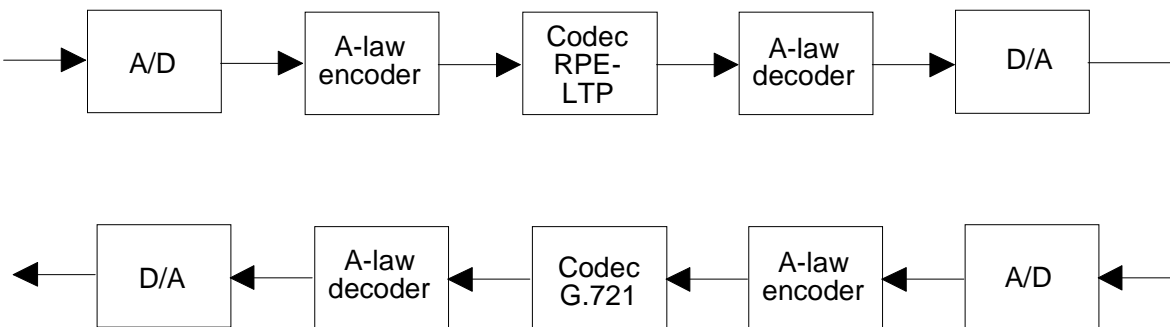 A/D
A-law
encoder
Codec
RPE-
LTP
A-law
decoder
D/A
D/A
A-law
decoder
Codec
G.721
A-law
encoder
A/D